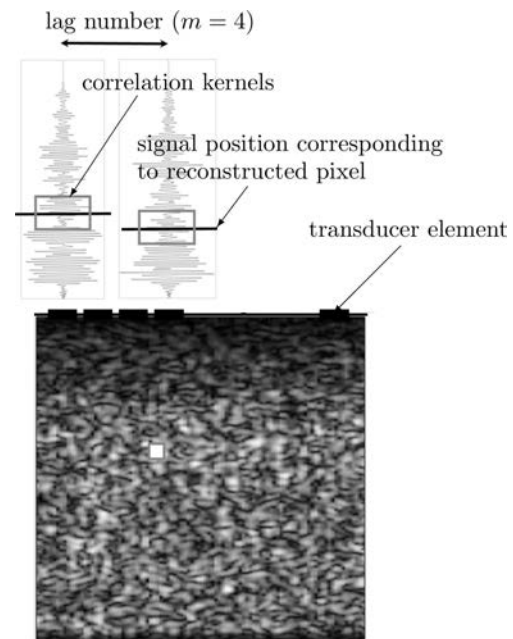 lag number (m = 4)
correlation kernels
signal position corresponding
to reconstructed pixel
transducer element